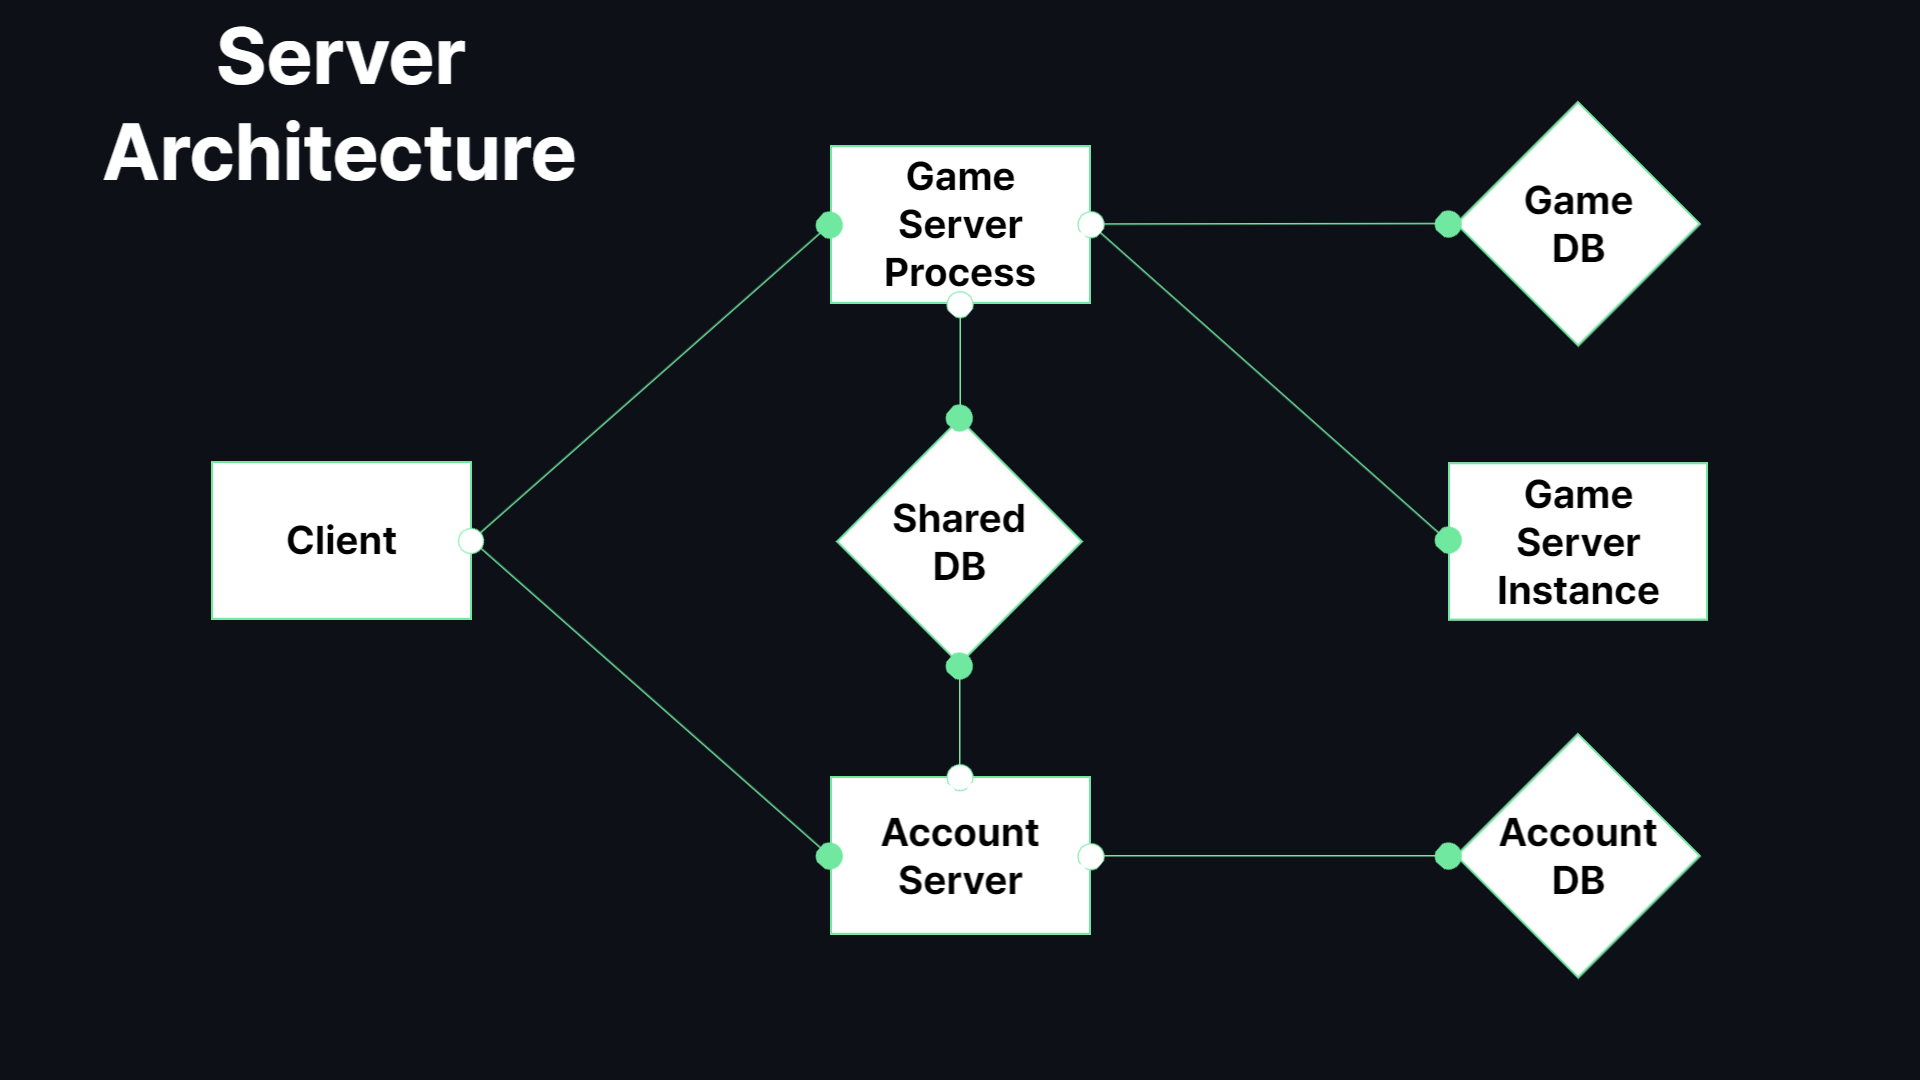 Server
Architecture
Game
Server
Process
Game
DB
Client
Shared
DB
Game
Server
Instance
Account
Server
Account
DB